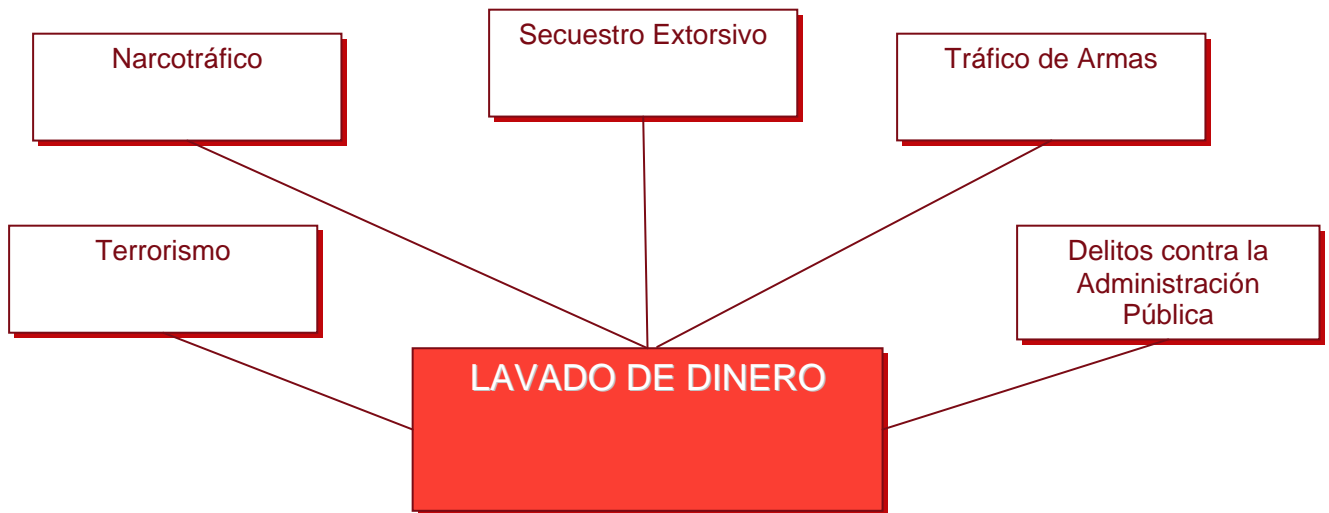 Secuestro Extorsivo
Narcotráfico
Tráfico de Armas
Terrorismo
Delitos contra la
Administración
Pública
LAVADO DE DINERO